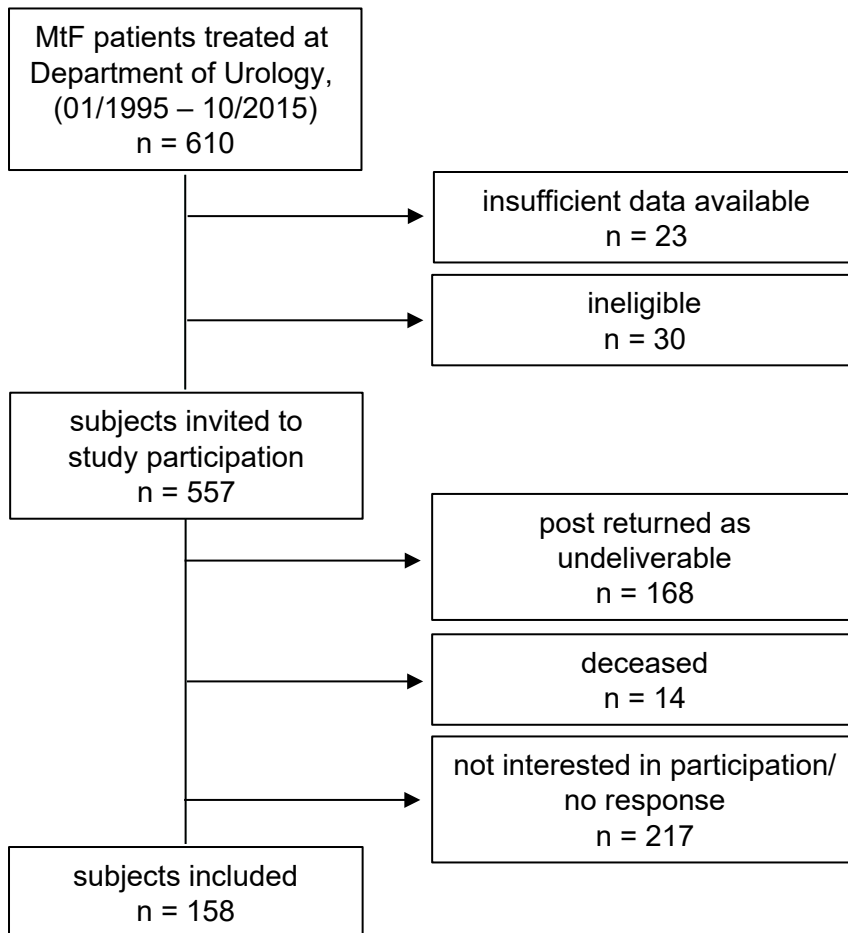 MtF patients treated at
Department of Urology,
(01/1995 – 10/2015)
n = 610
insufficient data available
n = 23
ineligible
n = 30
subjects invited to
study participation
n = 557
post returned as
undeliverable
n = 168
deceased
n = 14
not interested in participation/
no response
n = 217
subjects included
n = 158